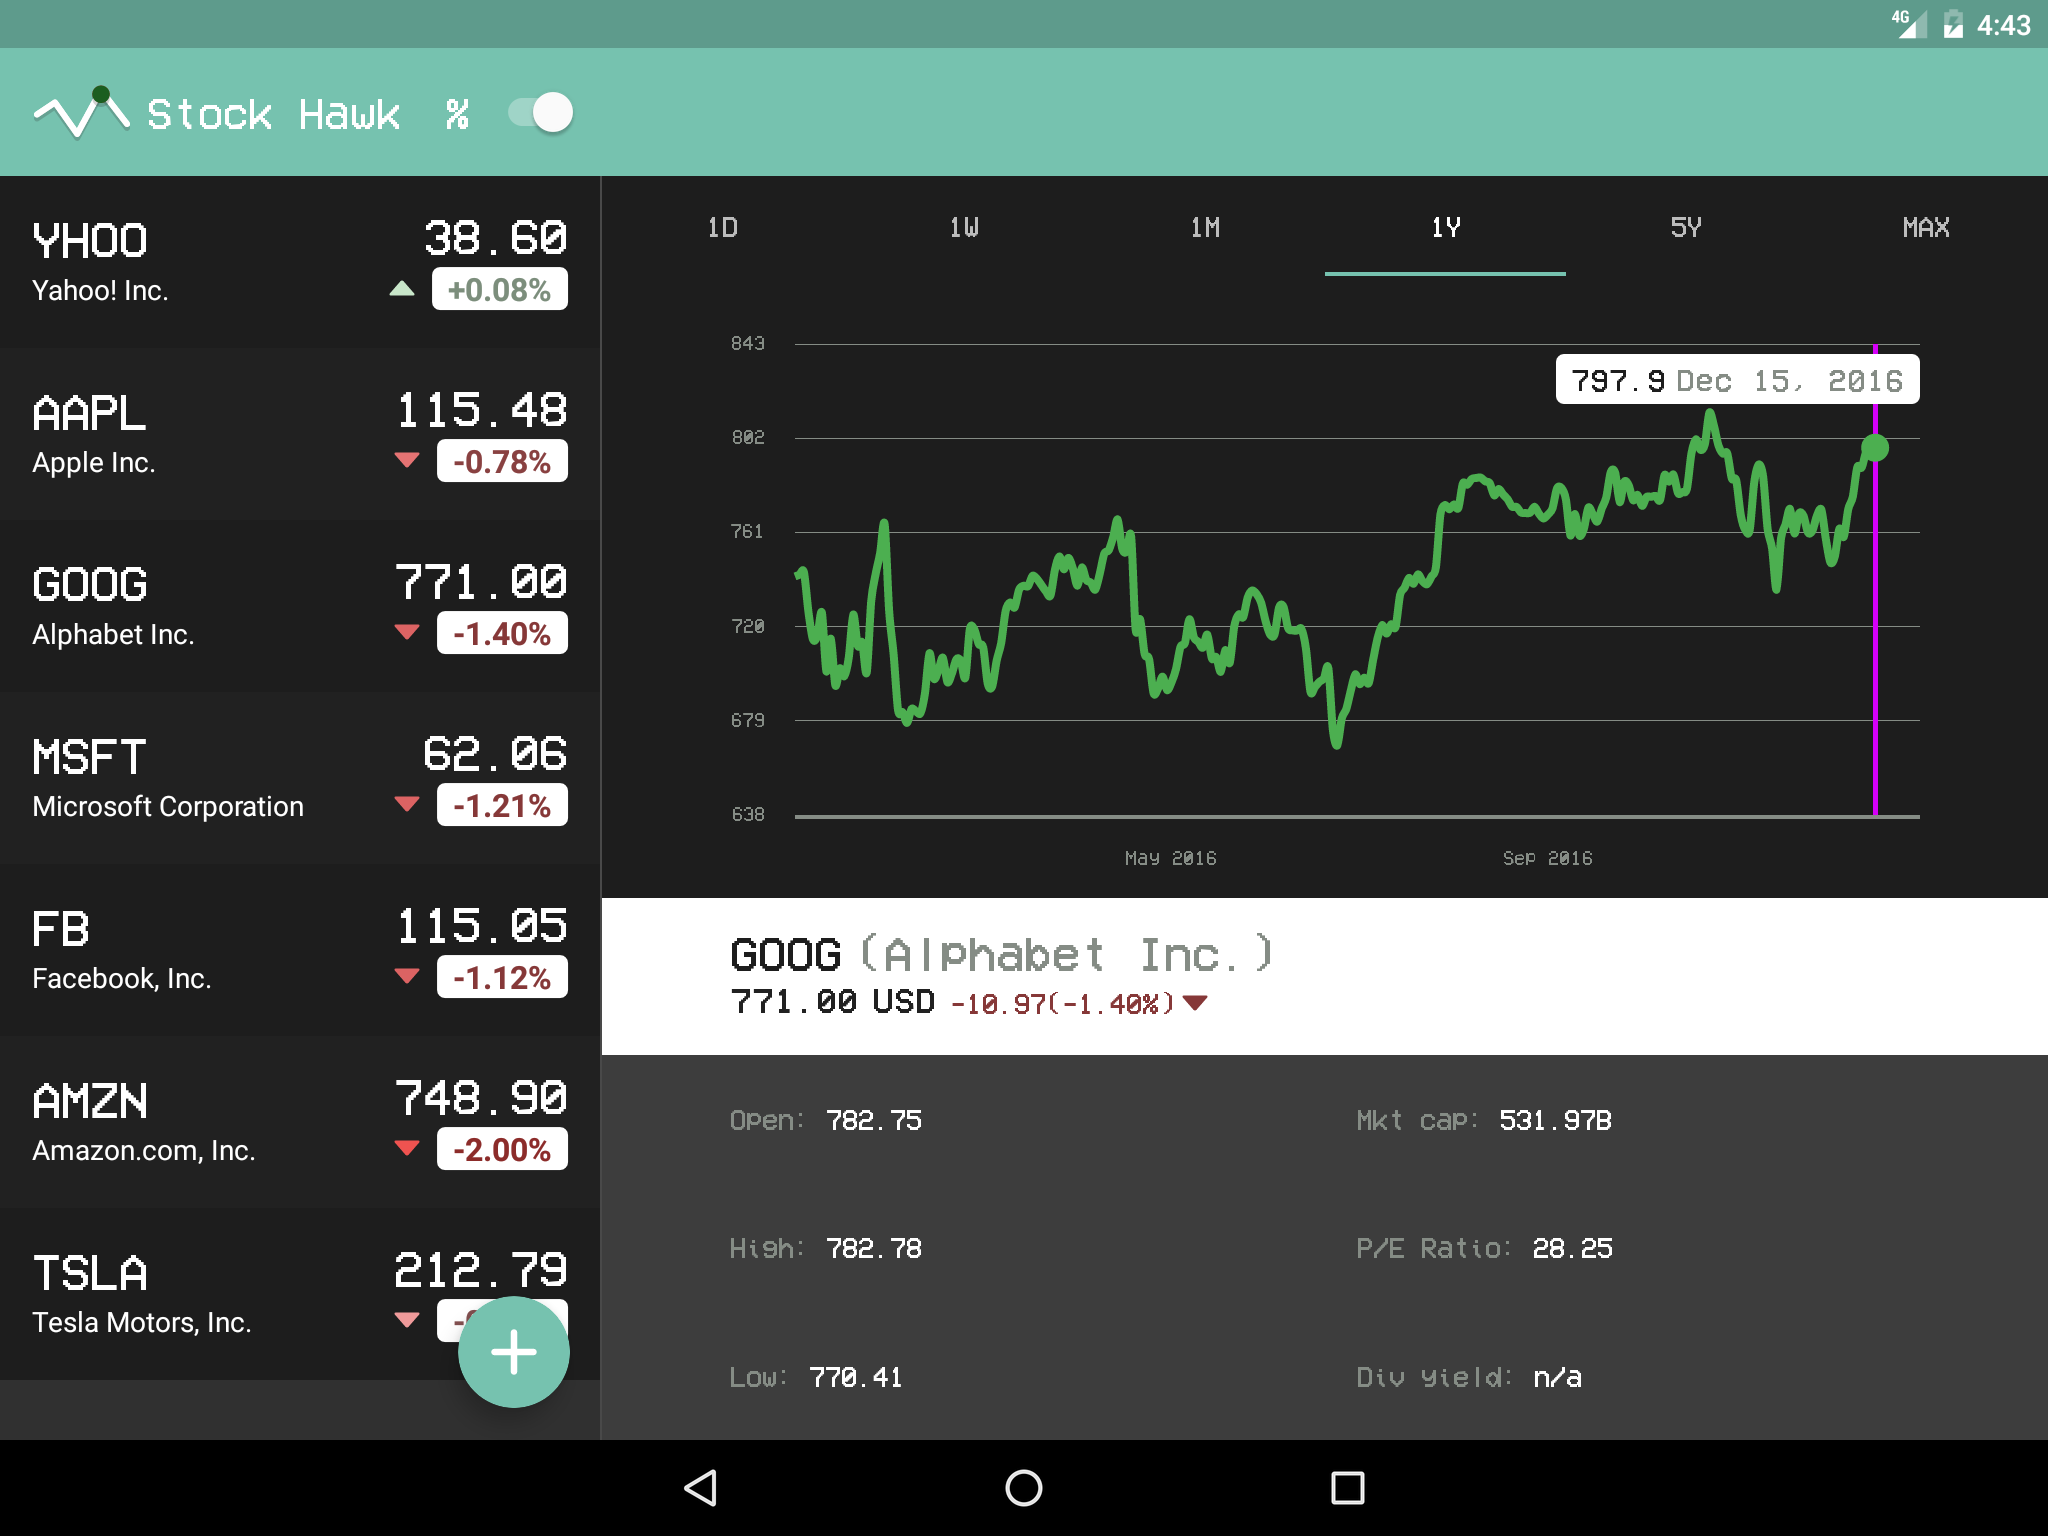 4G 4:43
Stock Hawk %
YHOO 38.60
Yahoo! Inc. +0.08%
AAPL 115.48
Apple Inc. -0.78%
GOOG 771.00
Alphabet Inc. -1.40%
MSFT 62.06
Microsoft Corporation -1.21%
FB 115.05
Facebook, Inc. -1.12%
AMZN 748.90
Amazon.com, Inc. -2.00%
TSLA 212.79
Tesla Motors, Inc.
1D 1W 1M 1Y 5Y MAX
843
797.9 Dec 15, 2016
802
761
720
679
638
May 2016 Sep 2016
GOOG (Alphabet Inc.)
771.00 USD -10.97(-1.40%)
Open: 782.75 Mkt cap: 531.97B
High: 782.78 P/E Ratio: 28.25
Low: 770.41 Div yield: n/a